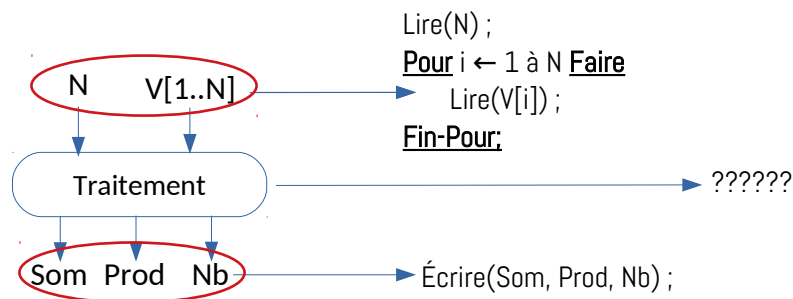 Lire(N) ;
Pour i ← 1 à N Faire
N V[1..N]
Lire(V[i]) ;
Fin-Pour;
Traitement
??????
Som Prod Nb
Écrire(Som, Prod, Nb) ;